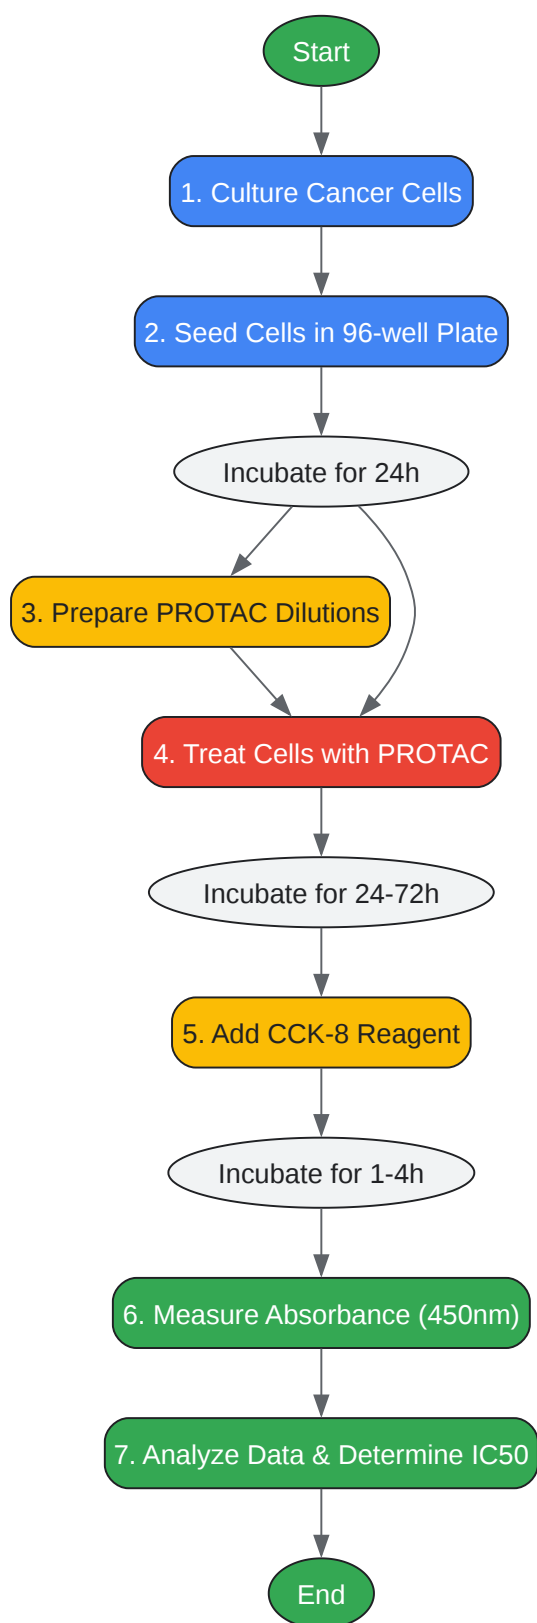 Start
1. Culture Cancer Cells
2. Seed Cells in 96-well Plate
Incubate for 24h
3. Prepare PROTAC Dilutions
4. Treat Cells with PROTAC
Incubate for 24-72h
5. Add CCK-8 Reagent
Incubate for 1-4h
6. Measure Absorbance (450nm)
7. Analyze Data & Determine IC50
End